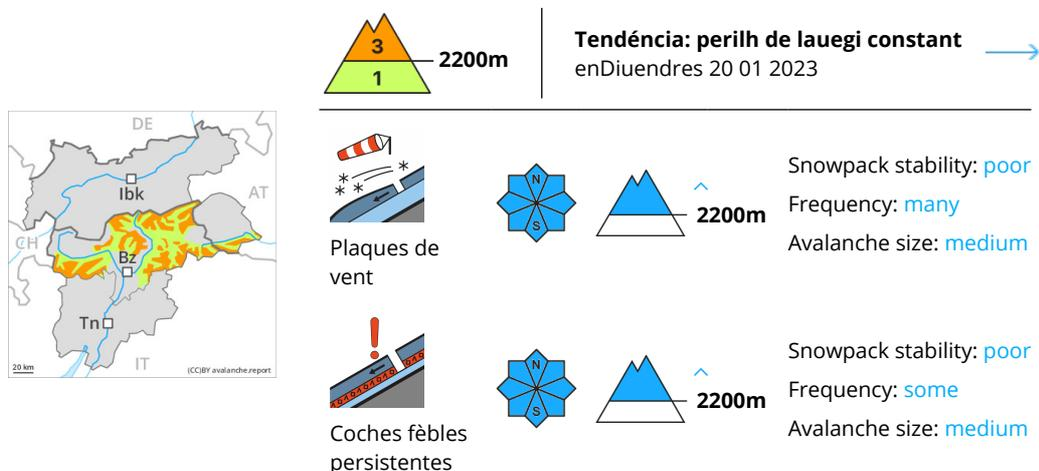 3
1
2200m
Tendéncia: perilh de lauegi constant
enDiuendres 20 01 2023
DE
Ibk
AT
CH
Bz
Tn
IT
20 km
(CC)BY avalanche.report
N
S
2200m
Plaques de
vent
Snowpack stability: poor
Frequency: many
Avalanche size: medium
N
S
2200m
Coches fèbles
persistentes
Snowpack stability: poor
Frequency: some
Avalanche size: medium